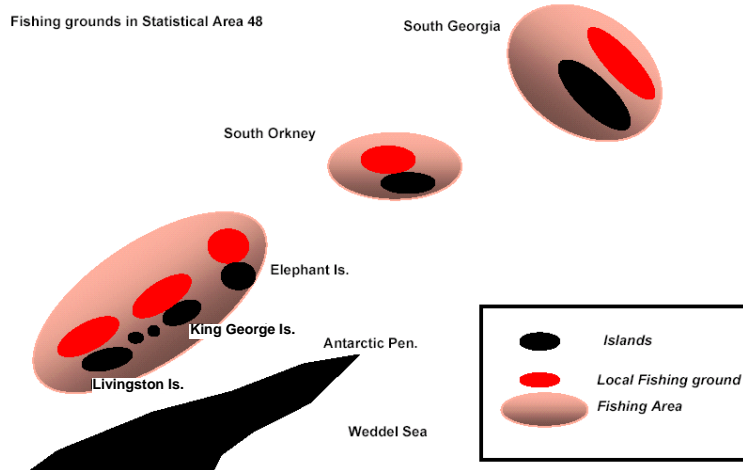 Fishing grounds in Statistical Area 48
South Georgia
South Orkney
Elephant Is.
King George Is.
Antarctic Pen.
Livingston Is.
Weddel Sea
Islands
Local Fishing ground
Fishing Area